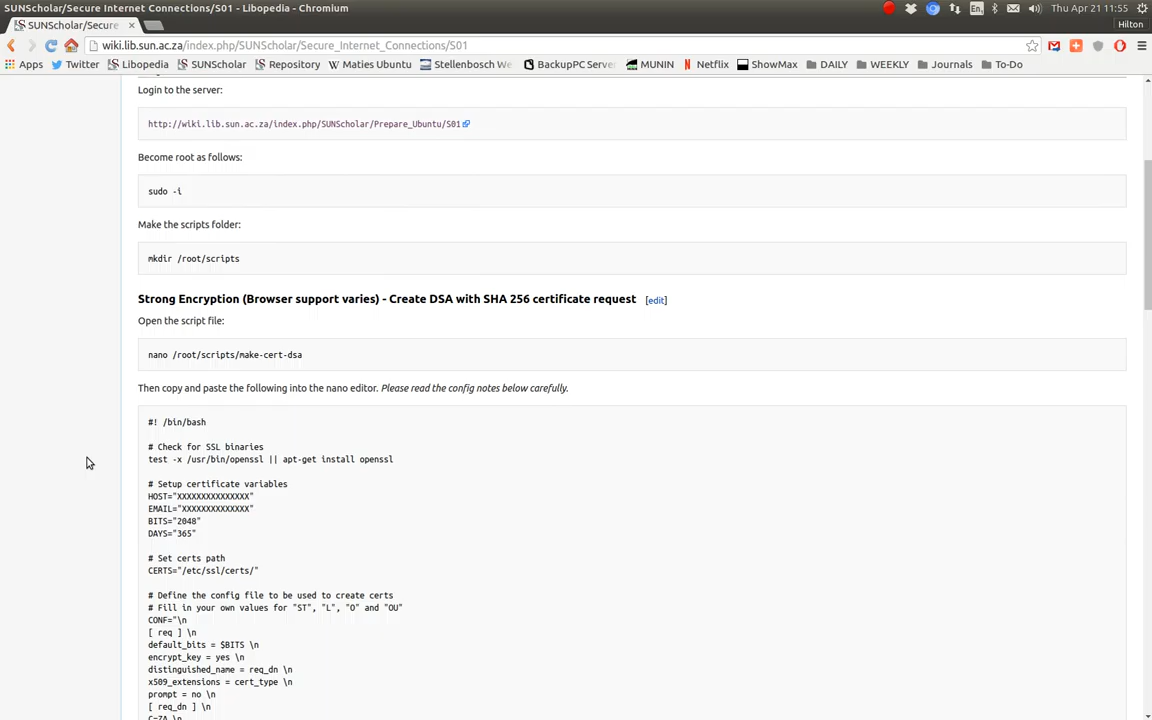 SUNScholar/Secure Internet Connections/S01 - Libopedia - Chromium
En
Thu Apr 21 11:55
SUNScholar/Secure
Hilton
wiki.lib.sun.ac.za/index.php/SUNScholar/Secure_Internet_Connections/S01
Apps Twitter Libopedia SUNScholar Repository Maties Ubuntu Stellenbosch We BackupPC Server MUNIN Netflix ShowMax DAILY WEEKLY Journals To-Do
Login to the server:
http://wiki.lib.sun.ac.za/index.php/SUNScholar/Prepare_Ubuntu/S01
Become root as follows:
sudo -i
Make the scripts folder:
mkdir /root/scripts
Strong Encryption (Browser support varies) - Create DSA with SHA 256 certificate request [edit]
Open the script file:
nano /root/scripts/make-cert-dsa
Then copy and paste the following into the nano editor. Please read the config notes below carefully.
#! /bin/bash
# Check for SSL binaries
test -x /usr/bin/openssl || apt-get install openssl
# Setup certificate variables
HOST="XXXXXXXXXXXXXXX"
EMAIL="XXXXXXXXXXXXXX"
BITS="2048"
DAYS="365"
# Set certs path
CERTS="/etc/ssl/certs/"
# Define the config file to be used to create certs
# Fill in your own values for "ST", "L", "O" and "OU"
CONF="\n
[ req ] \n
default_bits = $BITS \n
encrypt_key = yes \n
distinguished_name = req_dn \n
x509_extensions = cert_type \n
prompt = no \n
[ req_dn ] \n
C=ZA \n